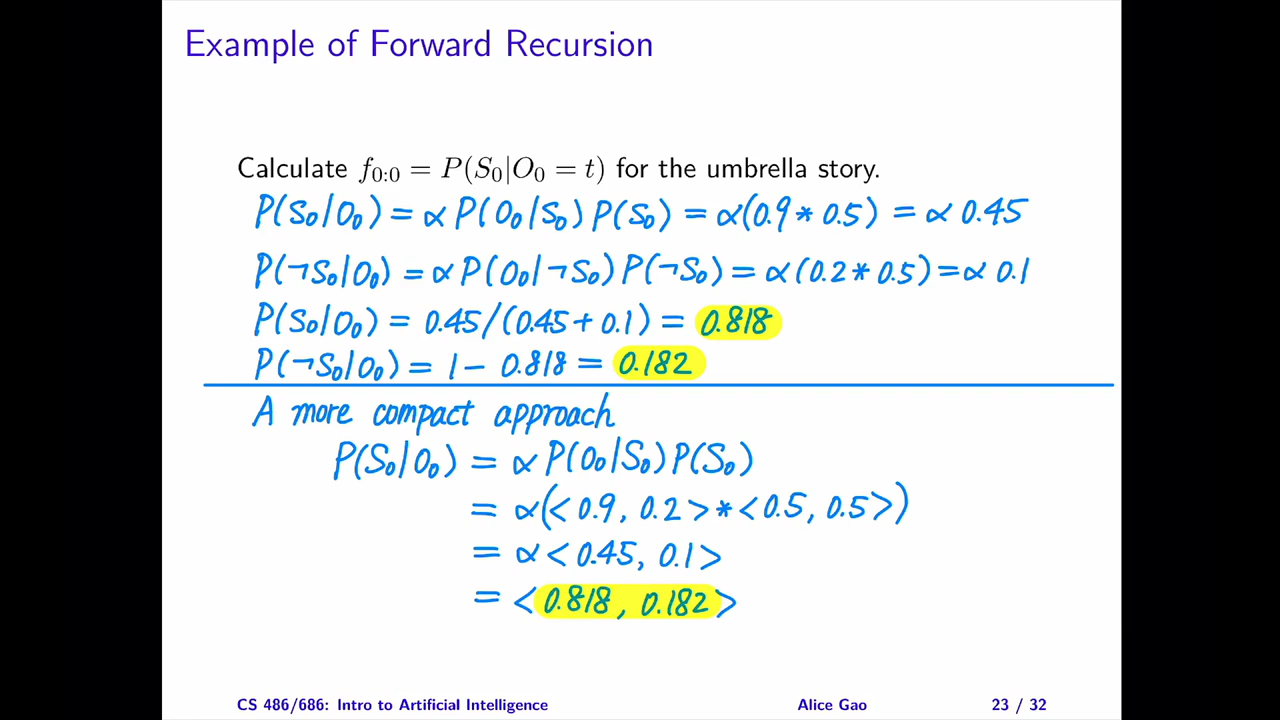 Example of Forward Recursion
Calculate f₀:₀ = P(S₀|O₀ = t) for the umbrella story.
P(S₀|O₀) = α P(O₀|S₀) P(S₀) = α(0.9 * 0.5) = α 0.45
P(¬S₀|O₀) = α P(O₀|¬S₀) P(¬S₀) = α(0.2 * 0.5) = α 0.1
P(S₀|O₀) = 0.45/(0.45 + 0.1) = 0.818
P(¬S₀|O₀) = 1 - 0.818 = 0.182
A more compact approach
P(S₀|O₀) = α P(O₀|S₀) P(S₀)
= α(<0.9, 0.2> * <0.5, 0.5>)
= α <0.45, 0.1>
= <0.818, 0.182>
CS 486/686: Intro to Artificial Intelligence Alice Gao 23 / 32